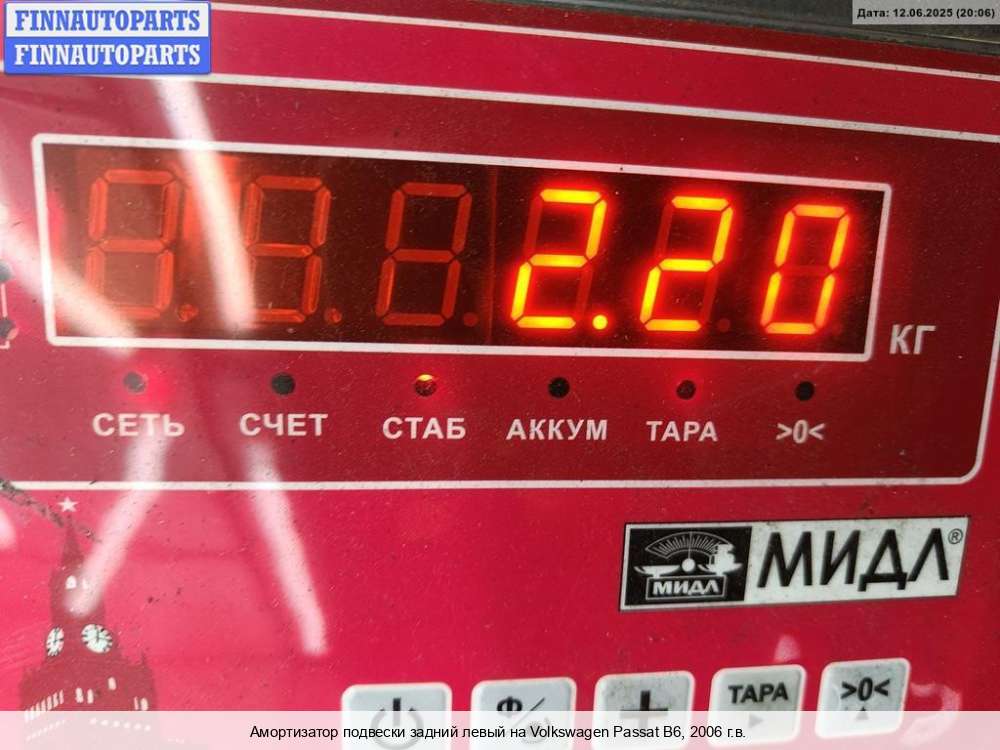 FINNAUTOPARTS
FINNAUTOPARTS
Дата: 12.06.2025 (20:06)
2.20
КГ
СЕТЬ СЧЕТ СТАБ АККУМ ТАРА >0<
МИДЛ МИДЛ®
ТАРА >0<
Амортизатор подвески задний левый на Volkswagen Passat B6, 2006 г.в.